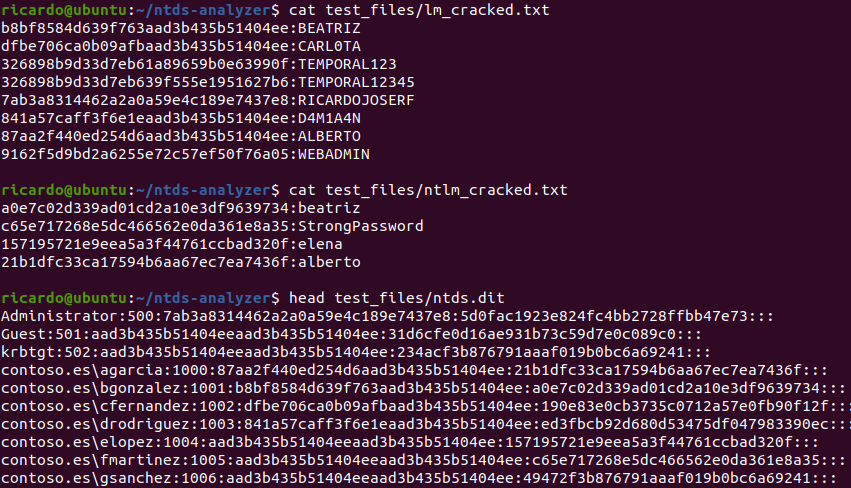 ricardo@ubuntu:~/ntds-analyzer$ cat test_files/lm_cracked.txt
b8bf8584d639f763aad3b435b51404ee:BEATRIZ
dfbe706ca0b09afbaad3b435b51404ee:CARL0TA
326898b9d33d7eb61a89659b0e63990f:TEMPORAL123
326898b9d33d7eb639f555e1951627b6:TEMPORAL12345
7ab3a8314462a2a0a59e4c189e7437e8:RICARDOJOSERF
841a57caff3f6e1eaad3b435b51404ee:D4M1A4N
87aa2f440ed254d6aad3b435b51404ee:ALBERTO
9162f5d9bd2a6255e72c57ef50f76a05:WEBADMIN
ricardo@ubuntu:~/ntds-analyzer$ cat test_files/ntlm_cracked.txt
a0e7c02d339ad01cd2a10e3df9639734:beatriz
c65e717268e5dc466562e0da361e8a35:StrongPassword
157195721e9eea5a3f44761ccbad320f:elena
21b1dfc33ca17594b6aa67ec7ea7436f:alberto
ricardo@ubuntu:~/ntds-analyzer$ head test_files/ntds.dit
Administrator:500:7ab3a8314462a2a0a59e4c189e7437e8:5d0fac1923e824fc4bb2728ffbb47e73:::
Guest:501:aad3b435b51404eeaad3b435b51404ee:31d6cfe0d16ae931b73c59d7e0c089c0:::
krbtgt:502:aad3b435b51404eeaad3b435b51404ee:234acf3b876791aaaf019b0bc6a69241:::
contoso.es\agarcia:1000:87aa2f440ed254d6aad3b435b51404ee:21b1dfc33ca17594b6aa67ec7ea7436f:::
contoso.es\bgonzalez:1001:b8bf8584d639f763aad3b435b51404ee:a0e7c02d339ad01cd2a10e3df9639734:::
contoso.es\cfernandez:1002:dfbe706ca0b09afbaad3b435b51404ee:190e83e0cb3735c0712a57e0fb90f12f:::
contoso.es\drodriguez:1003:841a57caff3f6e1eaad3b435b51404ee:ed3fbcb92d680d53475df047983390ec:::
contoso.es\elopez:1004:aad3b435b51404eeaad3b435b51404ee:157195721e9eea5a3f44761ccbad320f:::
contoso.es\fmartinez:1005:aad3b435b51404eeaad3b435b51404ee:c65e717268e5dc466562e0da361e8a35:::
contoso.es\gsanchez:1006:aad3b435b51404eeaad3b435b51404ee:49472f3b876791aaaf019b0bc6a69241:::